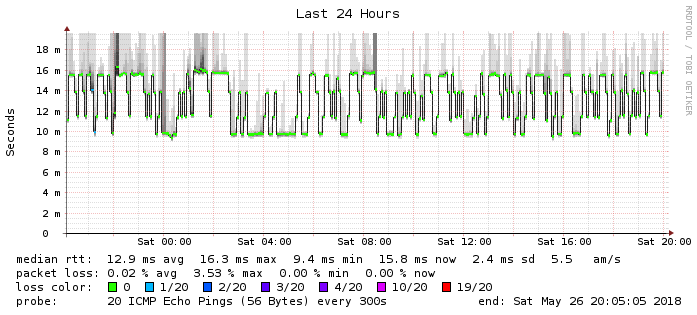 Last 24 Hours
RRDTOOL / TOBI OETIKER
Seconds
18 m
16 m
14 m
12 m
10 m
8 m
6 m
4 m
2 m
0
Sat 00:00 Sat 04:00 Sat 08:00 Sat 12:00 Sat 16:00 Sat 20:00
median rtt: 12.9 ms avg 16.3 ms max 9.4 ms min 15.8 ms now 2.4 ms sd 5.5 am/s
packet loss: 0.02 % avg 3.53 % max 0.00 % min 0.00 % now
loss color: 0 1/20 2/20 3/20 4/20 10/20 19/20
probe: 20 ICMP Echo Pings (56 Bytes) every 300s end: Sat May 26 20:05:05 2018